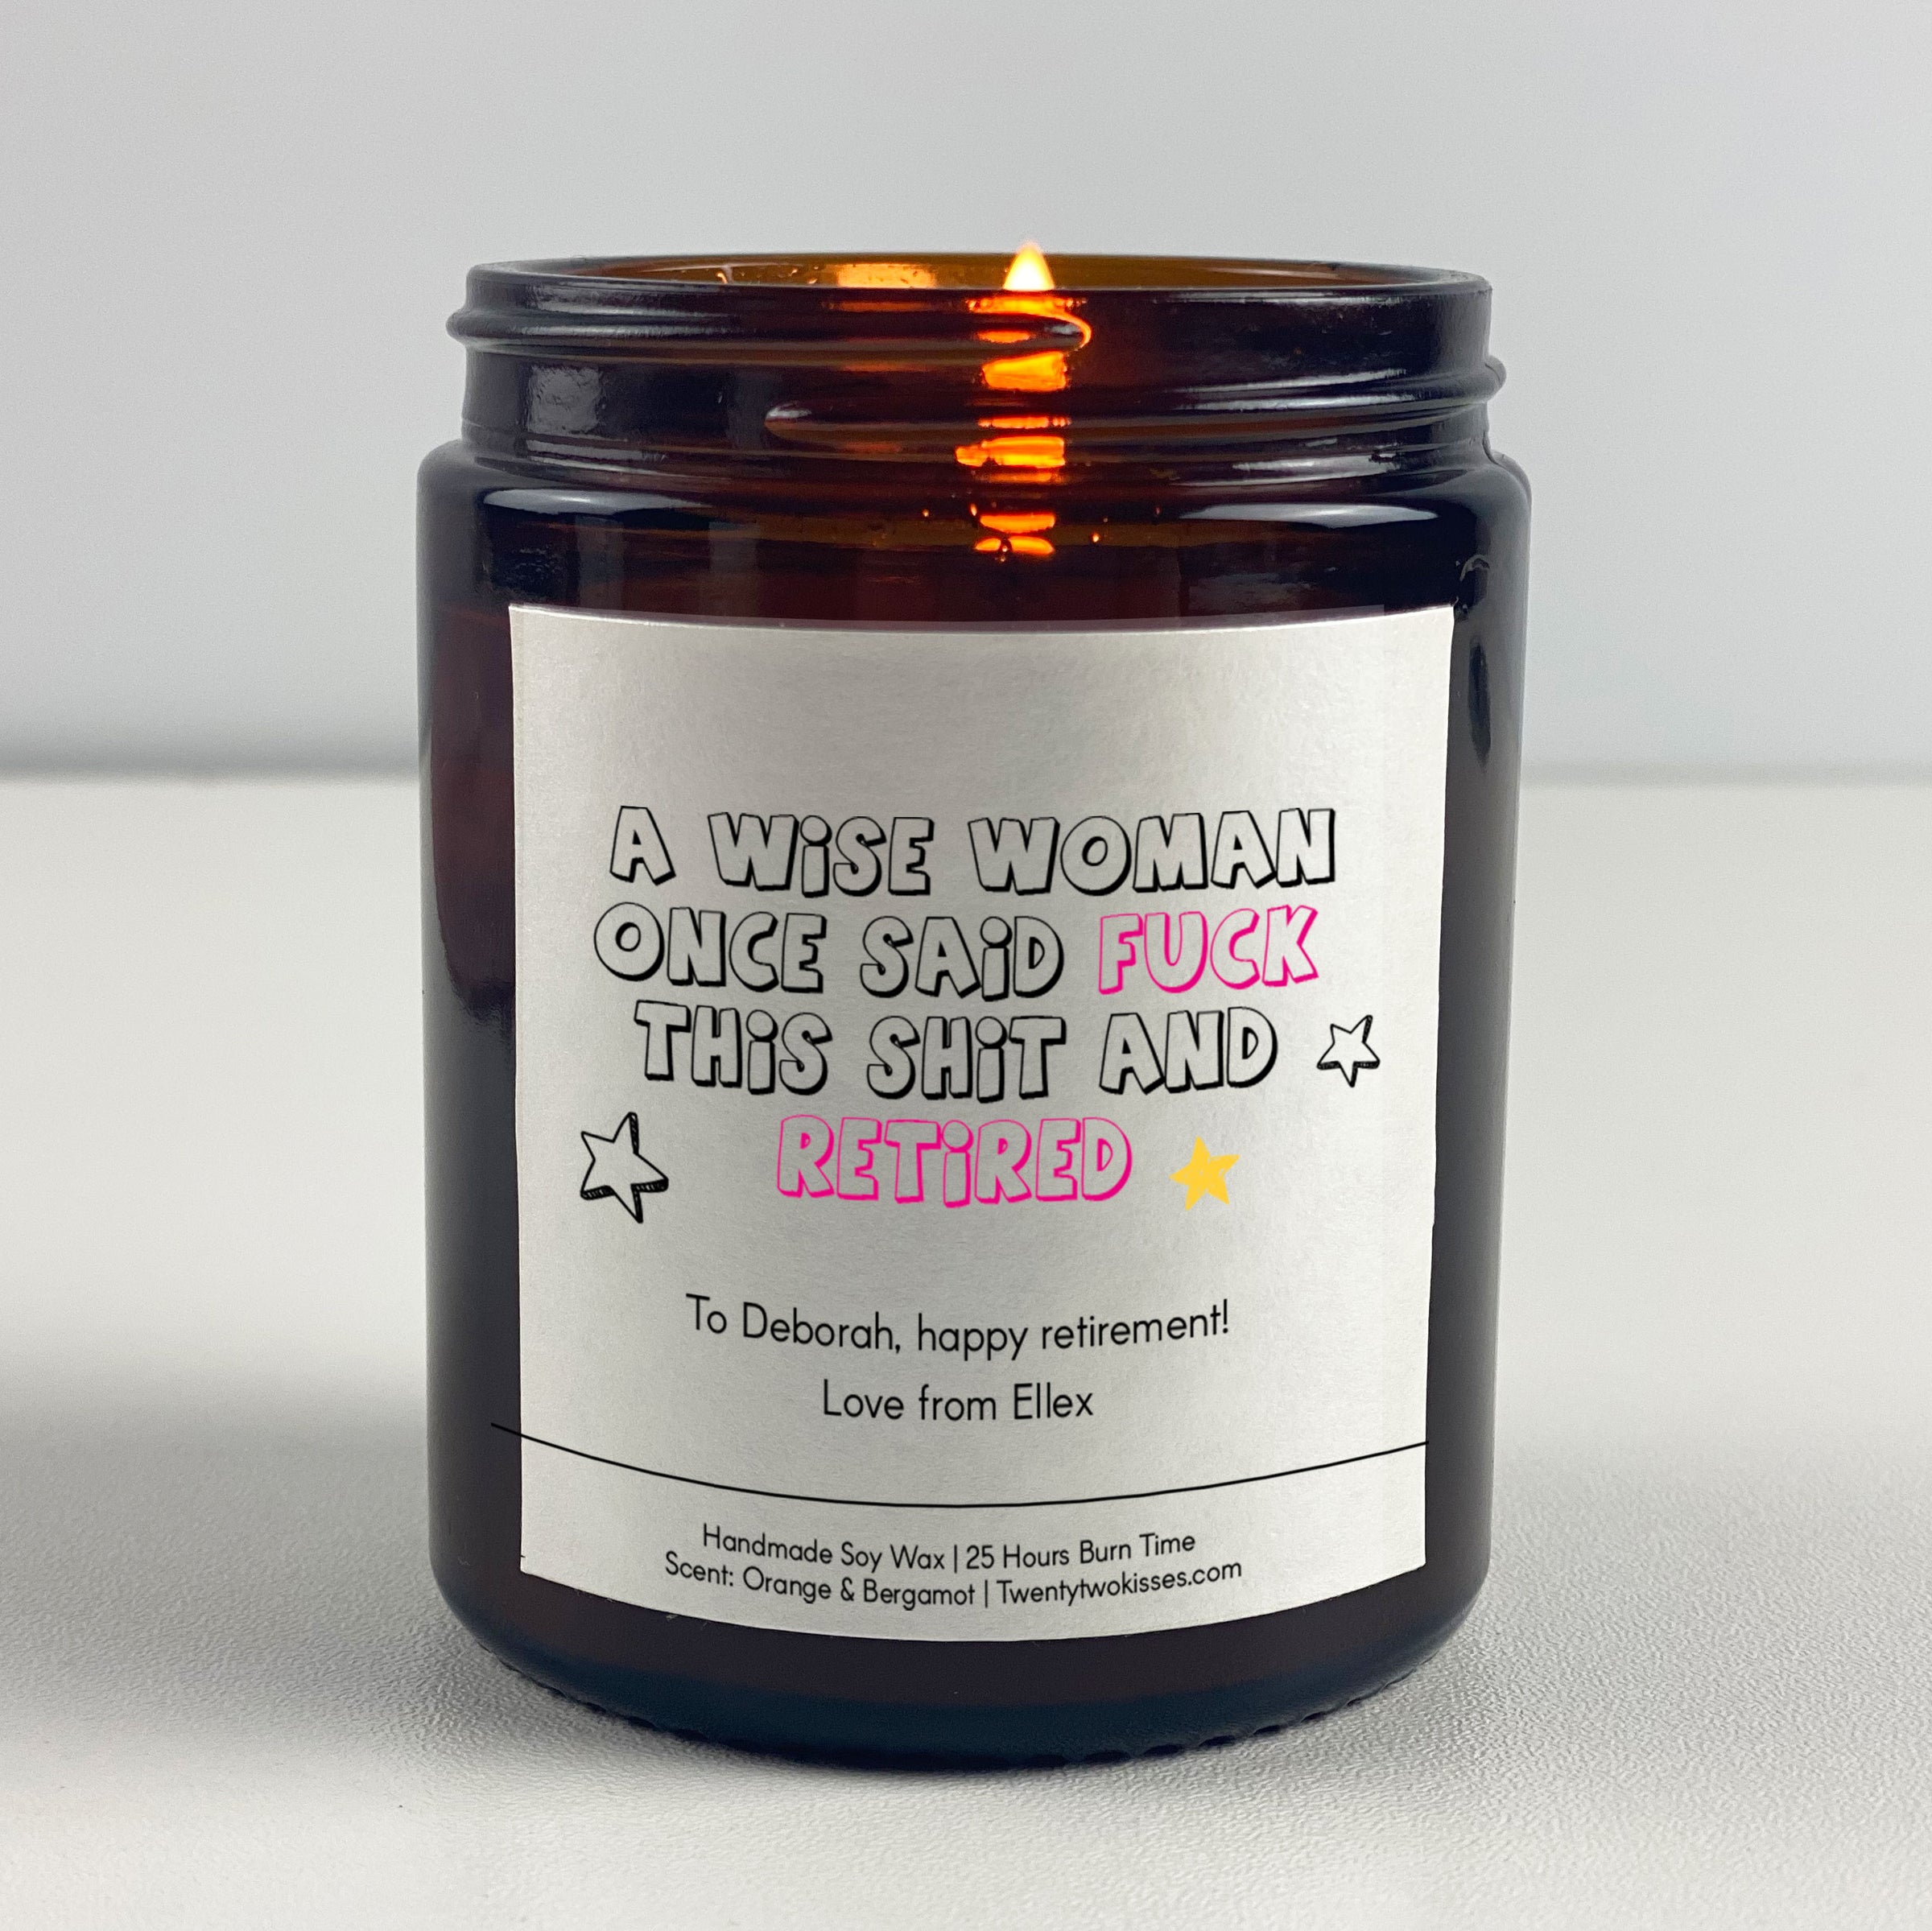 A WiSE WOMAN
ONCE SAiD FUCK
THiS SHiT AND
RETiRED
To Deborah, happy retirement!
Love from Ellex
Handmade Soy Wax | 25 Hours Burn Time
Scent: Orange & Bergamot | Twentytwokisses.com